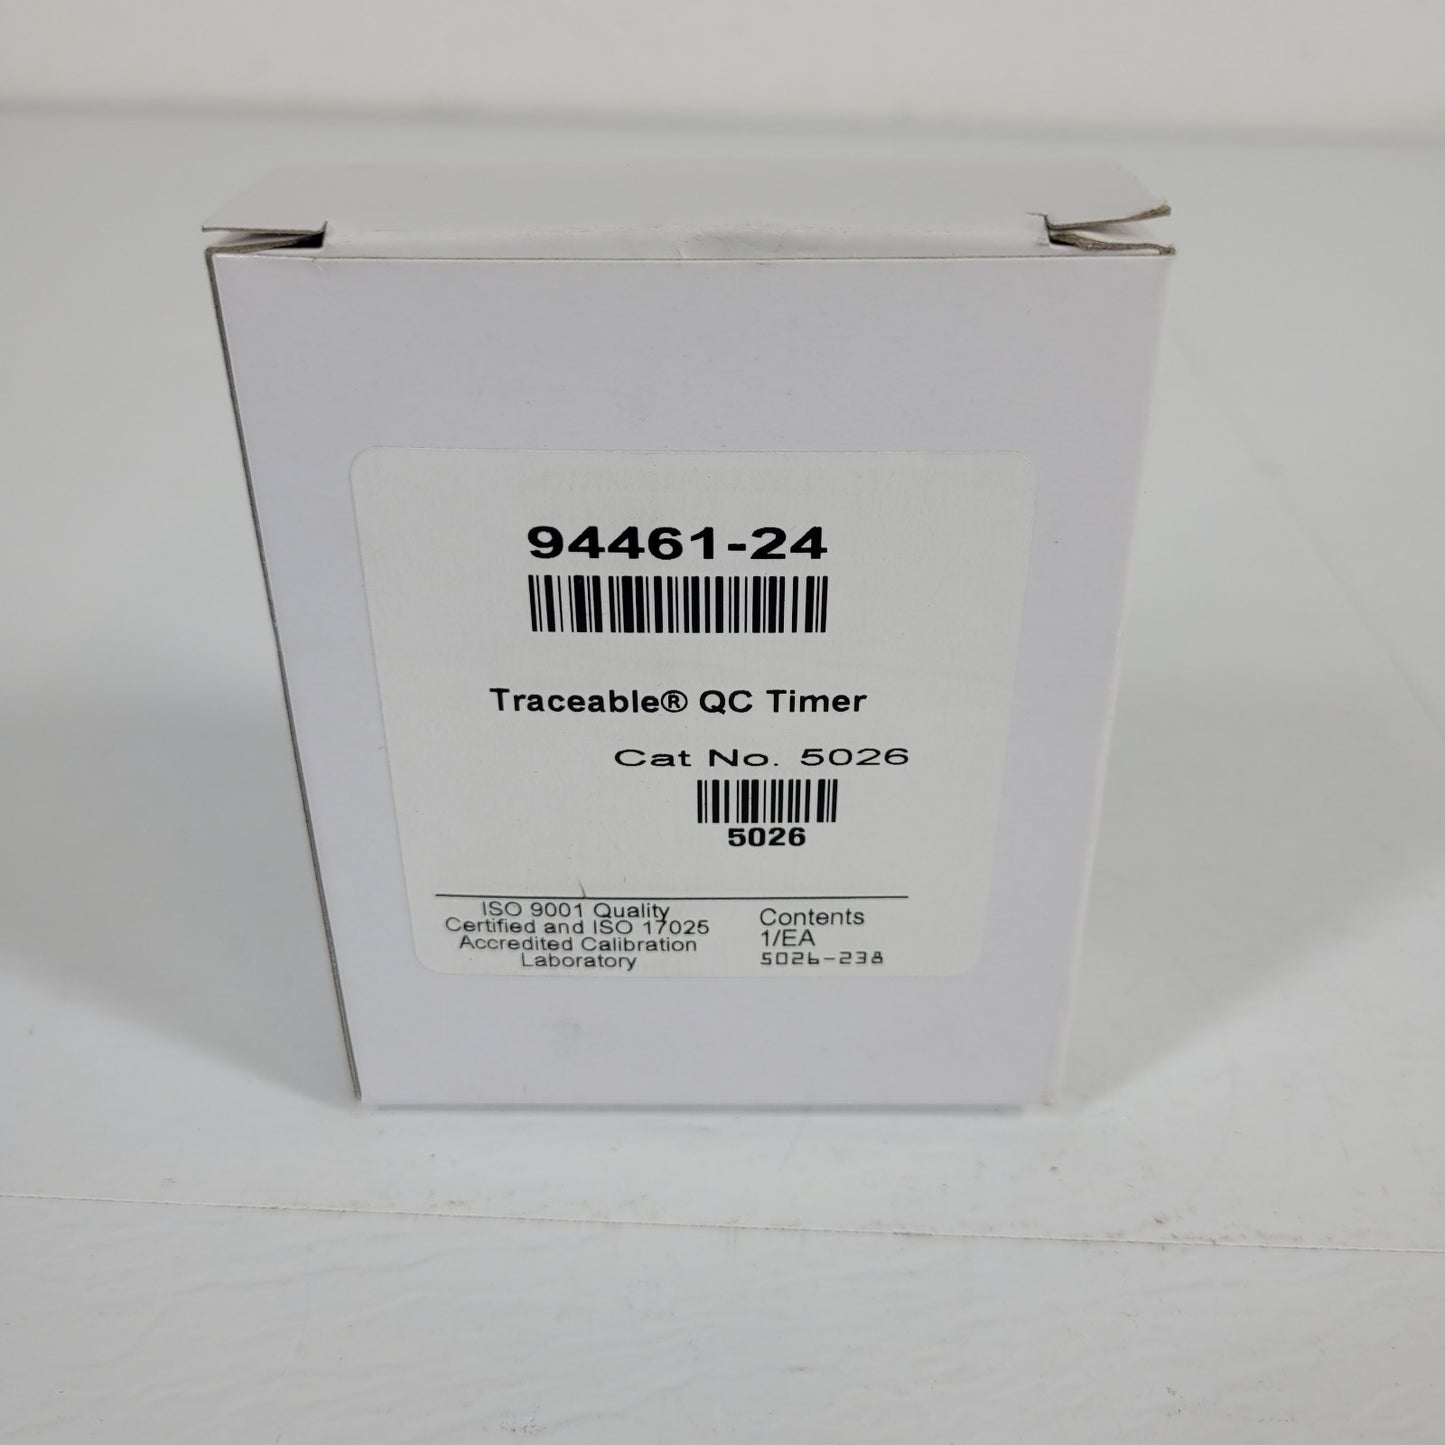 94461-24
Traceable® QC Timer
Cat No. 5026
5026
ISO 9001 Quality
Certified and ISO 17025
Accredited Calibration
Laboratory
Contents
1/EA
5026-238